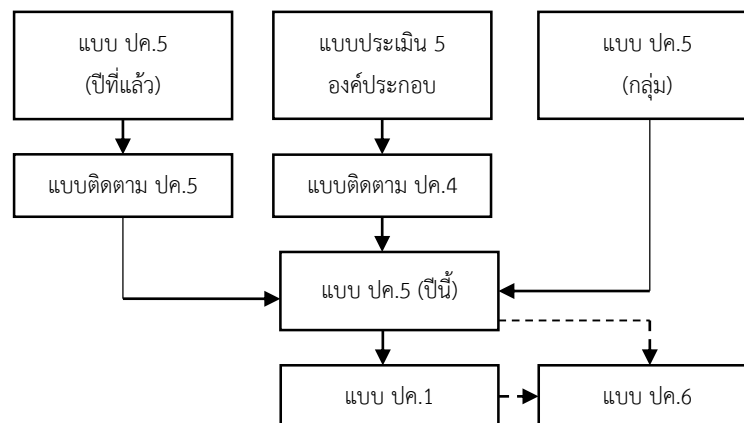 แบบ ปค.5
(ปีที่แล้ว)
แบบประเมิน 5
องค์ประกอบ
แบบ ปค.5
(กลุ่ม)
แบบติดตาม ปค.5
แบบติดตาม ปค.4
แบบ ปค.5 (ปีนี้)
แบบ ปค.1
แบบ ปค.6